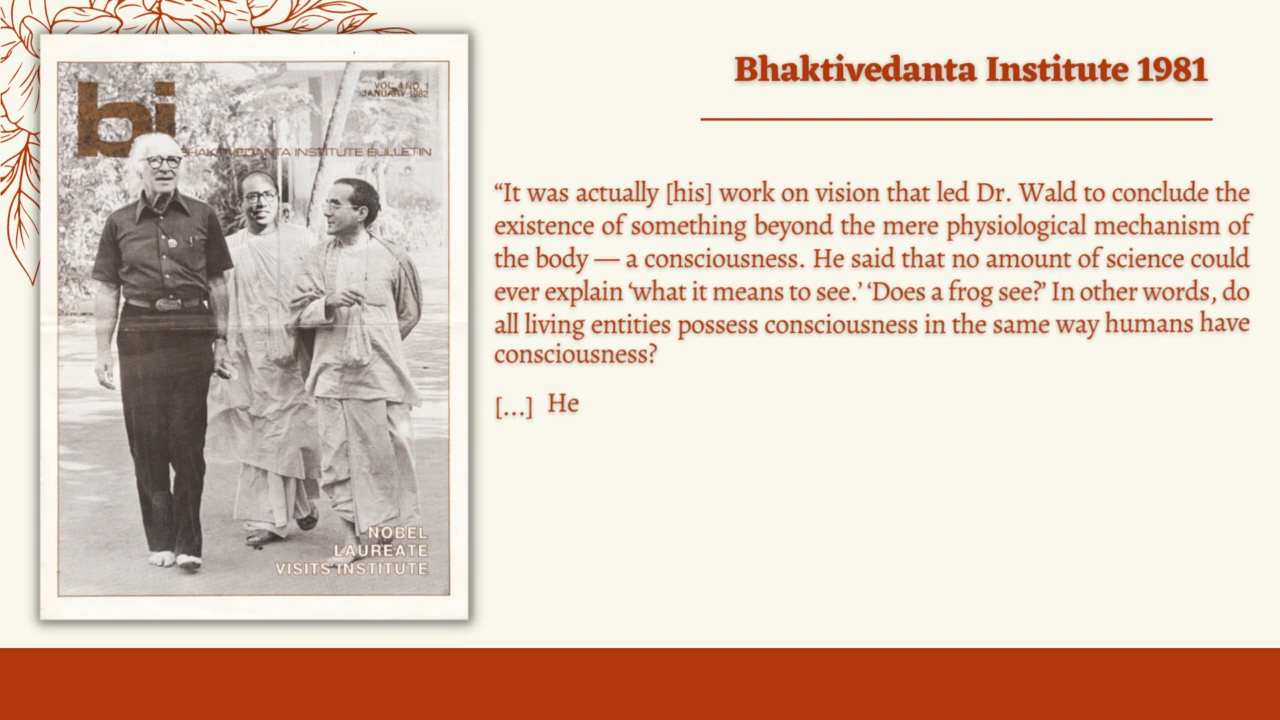 Bhaktivedanta Institute 1981
bi
VOL. 4 NO. 1
JANUARY 1982
BHAKTIVEDANTA INSTITUTE BULLETIN
NOBEL
LAUREATE
VISITS INSTITUTE
“It was actually [his] work on vision that led Dr. Wald to conclude the
existence of something beyond the mere physiological mechanism of
the body — a consciousness. He said that no amount of science could
ever explain ‘what it means to see.’ ‘Does a frog see?’ In other words, do
all living entities possess consciousness in the same way humans have
consciousness?
[...] He